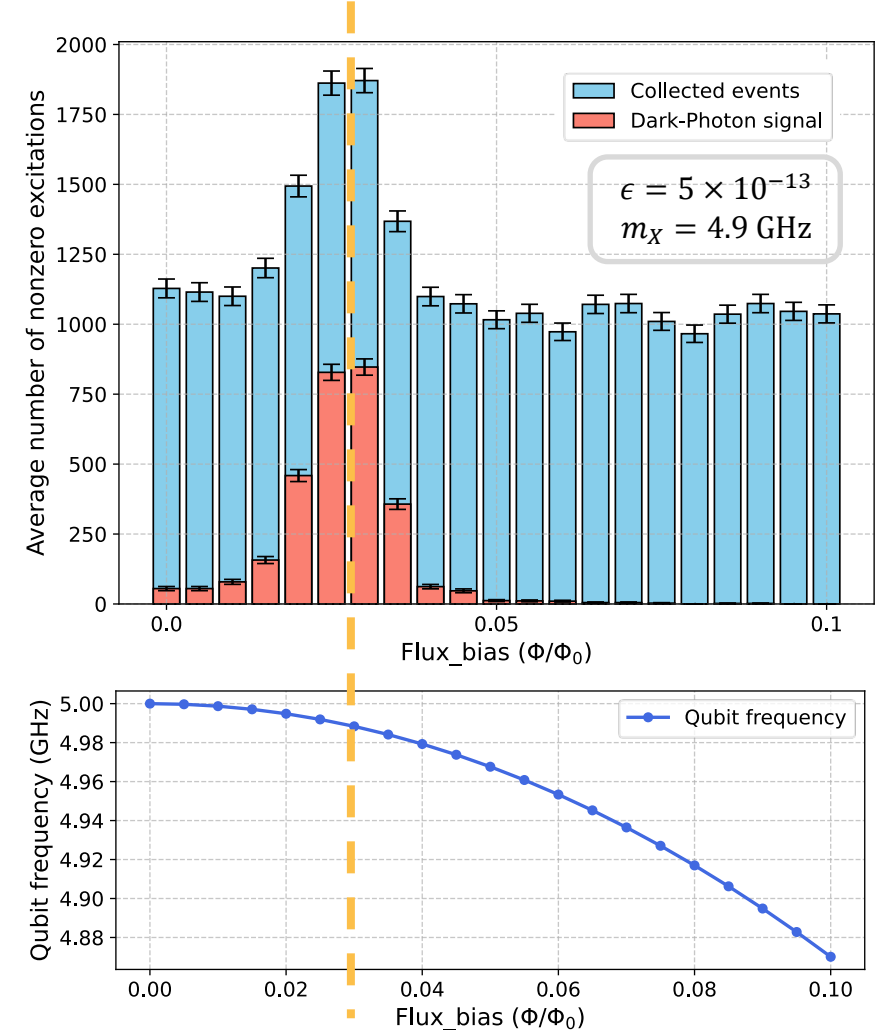 2000
1750
1500
1250
1000
750
500
250
0
Average number of nonzero excitations
Collected events
Dark-Photon signal
ϵ = 5 × 10⁻¹³
m_X = 4.9 GHz
0.0 0.05 0.1
Flux_bias (Φ/Φ₀)
5.00
4.98
4.96
4.94
4.92
4.90
4.88
Qubit frequency (GHz)
Qubit frequency
0.00 0.02 0.04 0.06 0.08 0.10
Flux_bias (Φ/Φ₀)